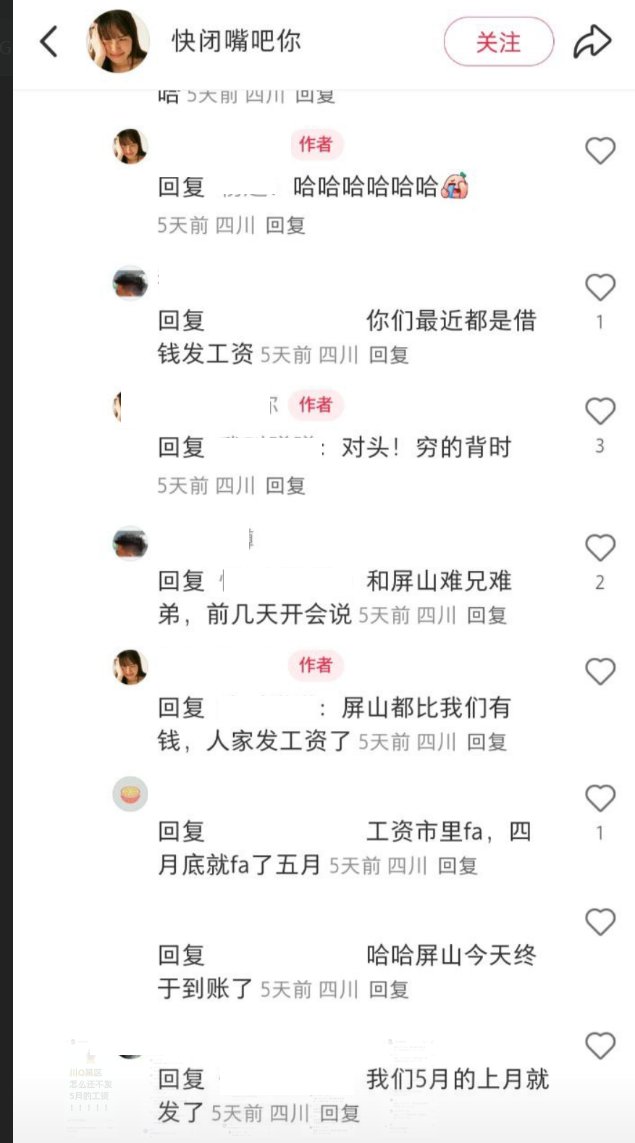 快闭嘴吧你
关注
哈 5天前 四川 回复
作者
回复 哈哈哈哈哈哈
5天前 四川 回复
回复 你们最近都是借
1
钱发工资 5天前 四川 回复
作者
回复 ：对头！穷的背时
3
5天前 四川 回复
回复 和屏山难兄难
2
弟，前几天开会说 5天前 四川 回复
作者
回复 ：屏山都比我们有
钱，人家发工资了 5天前 四川 回复
回复 工资市里fa，四
1
月底就fa了五月 5天前 四川 回复
回复 哈哈屏山今天终
于到账了 5天前 四川 回复
回复 我们5月的上月就
发了 5天前 四川 回复
怎么还不发
5月的工资
！！！！！